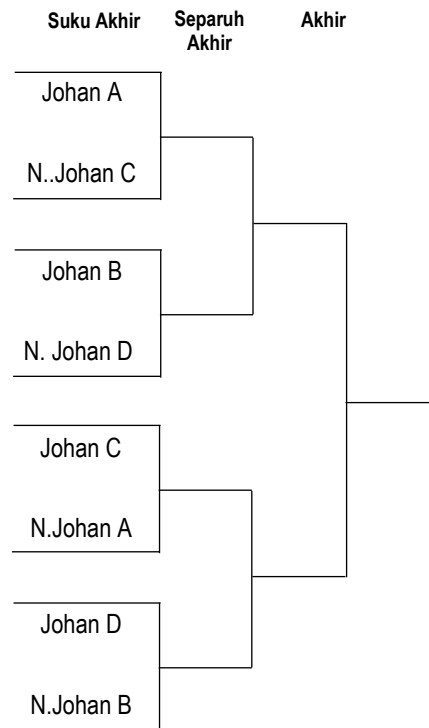 Suku Akhir
Separuh
Akhir
Akhir
Johan A
N..Johan C
Johan B
N. Johan D
Johan C
N.Johan A
Johan D
N.Johan B